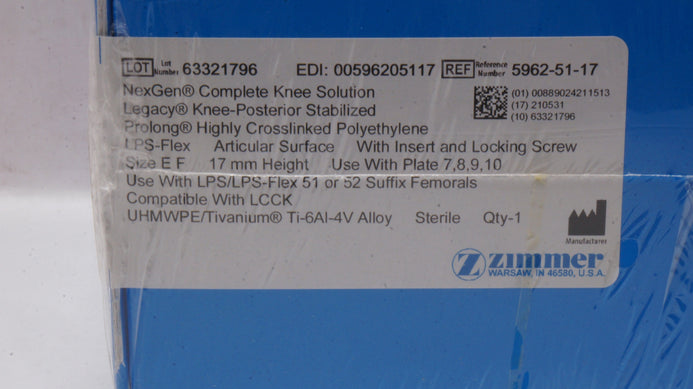 LOT Lot Number 63321796 EDI: 00596205117 REF Reference Number 5962-51-17
NexGen® Complete Knee Solution
Legacy® Knee-Posterior Stabilized
Prolong® Highly Crosslinked Polyethylene
LPS-Flex Articular Surface With Insert and Locking Screw
Size E F 17 mm Height Use With Plate 7,8,9,10
Use With LPS/LPS-Flex 51 or 52 Suffix Femorals
Compatible With LCCK
UHMWPE/Tivanium® Ti-6Al-4V Alloy Sterile Qty-1
(01) 00889024211513
(17) 210531
(10) 63321796
Manufacturer
zimmer
WARSAW, IN 46580, U.S.A.